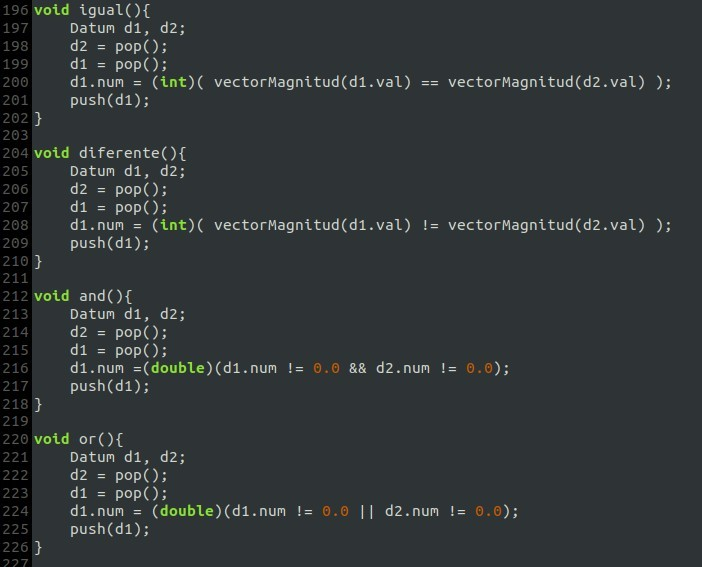 196 void igual(){
197     Datum d1, d2;
198     d2 = pop();
199     d1 = pop();
200     d1.num = (int)( vectorMagnitud(d1.val) == vectorMagnitud(d2.val) );
201     push(d1);
202 }
203
204 void diferente(){
205     Datum d1, d2;
206     d2 = pop();
207     d1 = pop();
208     d1.num = (int)( vectorMagnitud(d1.val) != vectorMagnitud(d2.val) );
209     push(d1);
210 }
211
212 void and(){
213     Datum d1, d2;
214     d2 = pop();
215     d1 = pop();
216     d1.num =(double)(d1.num != 0.0 && d2.num != 0.0);
217     push(d1);
218 }
219
220 void or(){
221     Datum d1, d2;
222     d2 = pop();
223     d1 = pop();
224     d1.num = (double)(d1.num != 0.0 || d2.num != 0.0);
225     push(d1);
226 }
227